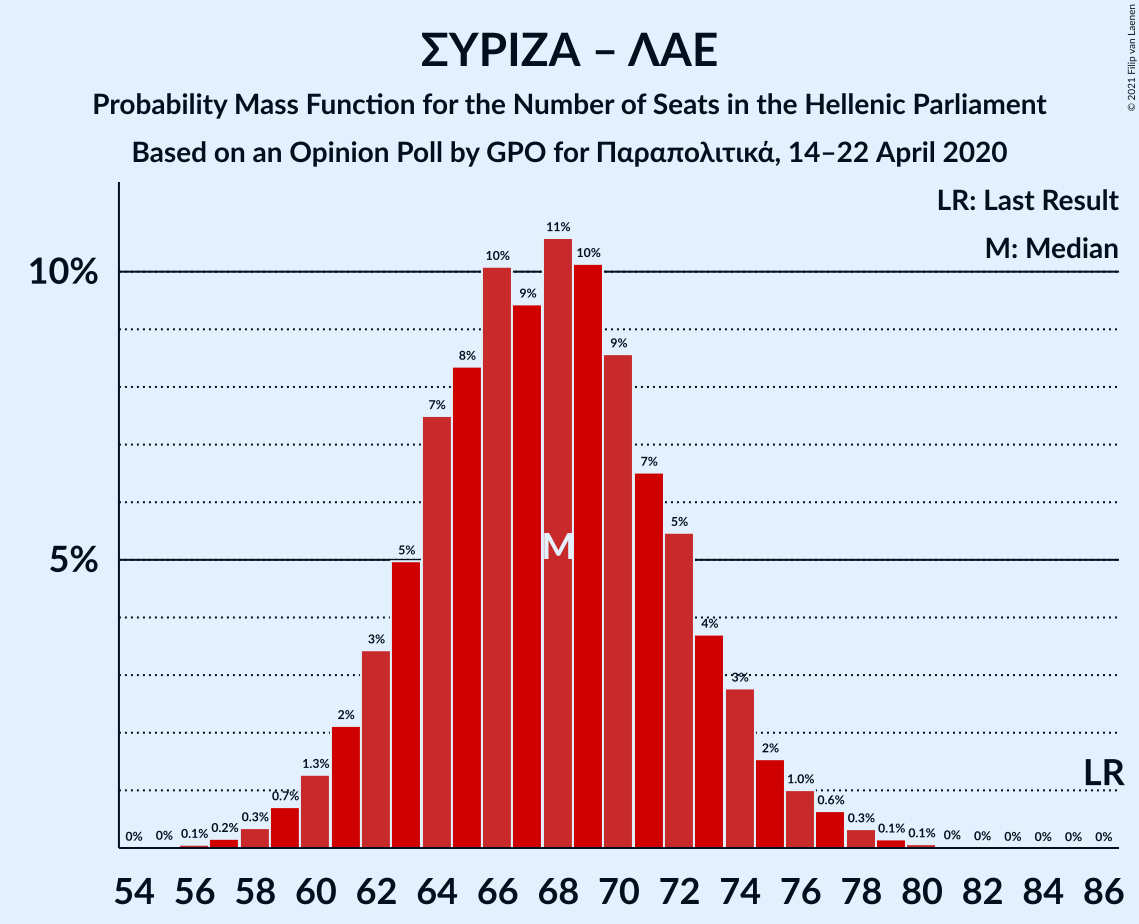 ΣΥΡΙΖΑ – ΛΑΕ
Probability Mass Function for the Number of Seats in the Hellenic Parliament
Based on an Opinion Poll by GPO for Παραπολιτικά, 14–22 April 2020
© 2021 Filip van Laenen
LR: Last Result
M: Median
10%
5%
0% 0% 0.1% 0.2% 0.3% 0.7% 1.3% 2% 3% 5% 7% 8% 10% 9% 11% 10% 9% 7% 5% 4% 3% 2% 1.0% 0.6% 0.3% 0.1% 0.1% 0% 0% 0% 0% 0% 0%
M
LR
54 56 58 60 62 64 66 68 70 72 74 76 78 80 82 84 86